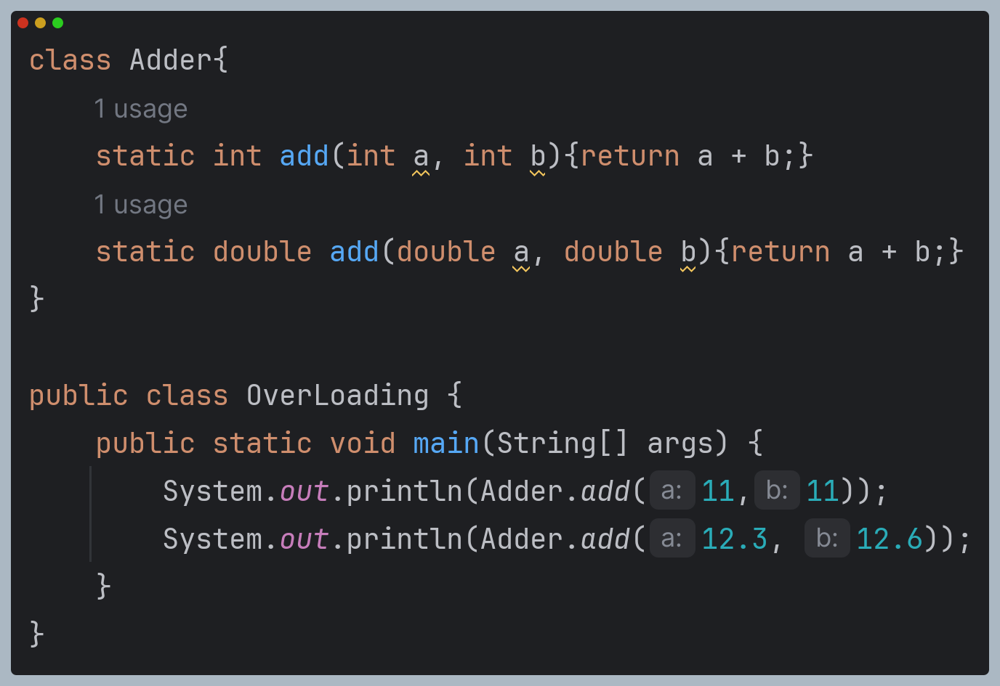 class Adder{
1 usage
static int add(int a, int b){return a + b;}
1 usage
static double add(double a, double b){return a + b;}
}
public class OverLoading {
public static void main(String[] args) {
System.out.println(Adder.add( a: 11, b: 11));
System.out.println(Adder.add( a: 12.3, b: 12.6));
}
}